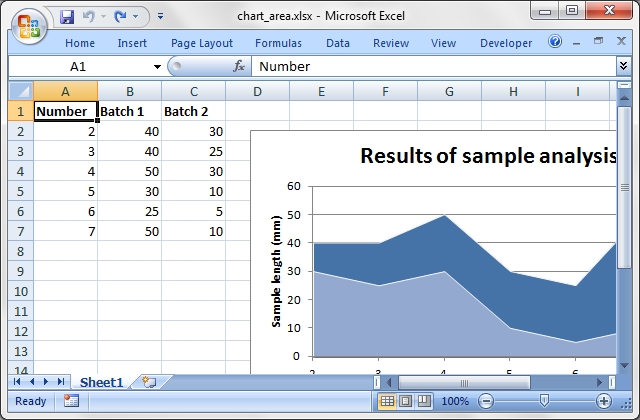 chart_area.xlsx - Microsoft Excel
Home Insert Page Layout Formulas Data Review View Developer
A1 fx Number
A B C D E F G H I
1 Number Batch 1 Batch 2
2 2 40 30
3 3 40 25
4 4 50 30
5 5 30 10
6 6 25 5
7 7 50 10
8
9
10
11
12
13
14
Results of sample analysis
Sample length (mm)
60
50
40
30
20
10
0
2 3 4 5 6
Sheet1
Ready 100%